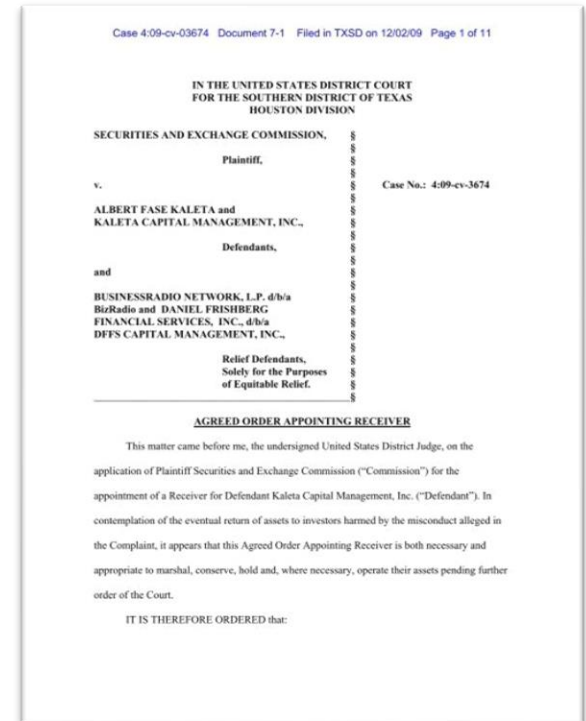 Case 4:09-cv-03674 Document 7-1 Filed in TXSD on 12/02/09 Page 1 of 11
IN THE UNITED STATES DISTRICT COURT
FOR THE SOUTHERN DISTRICT OF TEXAS
HOUSTON DIVISION
SECURITIES AND EXCHANGE COMMISSION, §
§
Plaintiff, §
§
v. § Case No.: 4:09-cv-3674
§
ALBERT FASE KALETA and §
KALETA CAPITAL MANAGEMENT, INC., §
§
Defendants, §
§
and §
§
BUSINESSRADIO NETWORK, L.P. d/b/a §
BizRadio and DANIEL FRISHBERG §
FINANCIAL SERVICES, INC., d/b/a §
DFFS CAPITAL MANAGEMENT, INC., §
§
Relief Defendants, §
Solely for the Purposes §
of Equitable Relief. §
§
AGREED ORDER APPOINTING RECEIVER
This matter came before me, the undersigned United States District Judge, on the
application of Plaintiff Securities and Exchange Commission (“Commission”) for the
appointment of a Receiver for Defendant Kaleta Capital Management, Inc. (“Defendant”). In
contemplation of the eventual return of assets to investors harmed by the misconduct alleged in
the Complaint, it appears that this Agreed Order Appointing Receiver is both necessary and
appropriate to marshal, conserve, hold and, where necessary, operate their assets pending further
order of the Court.
IT IS THEREFORE ORDERED that: